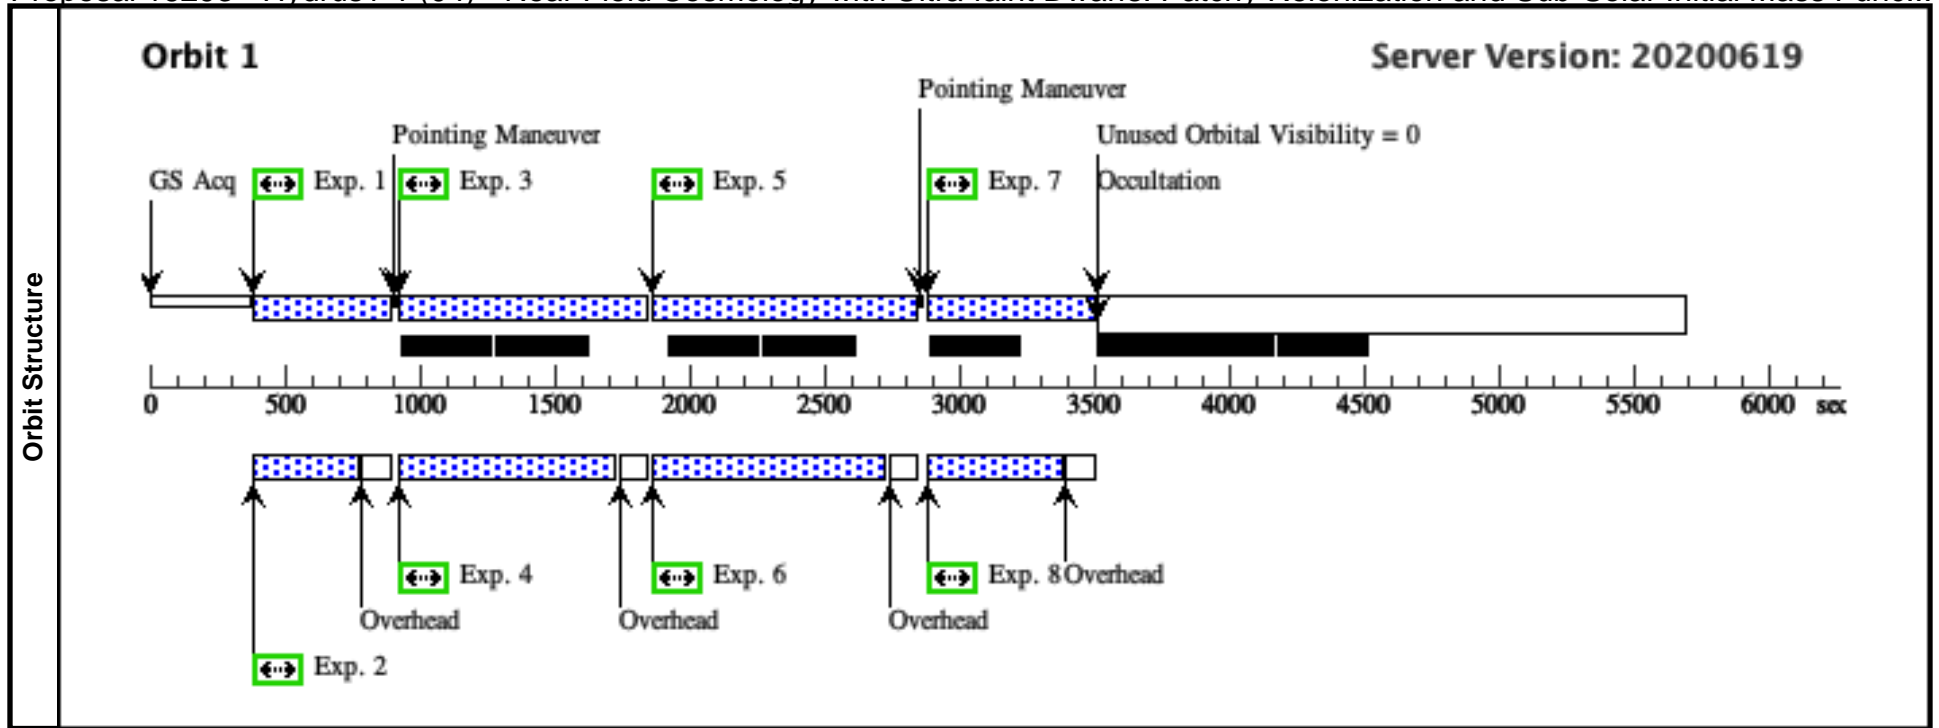 Orbit 1
Server Version: 20200619
Pointing Maneuver
Pointing Maneuver
Unused Orbital Visibility = 0
GS Acq
Exp. 1
Exp. 3
Exp. 5
Exp. 7
Occultation
Orbit Structure
0 500 1000 1500 2000 2500 3000 3500 4000 4500 5000 5500 6000 sec
Exp. 4
Exp. 6
Exp. 8
Overhead
Overhead
Overhead
Overhead
Exp. 2